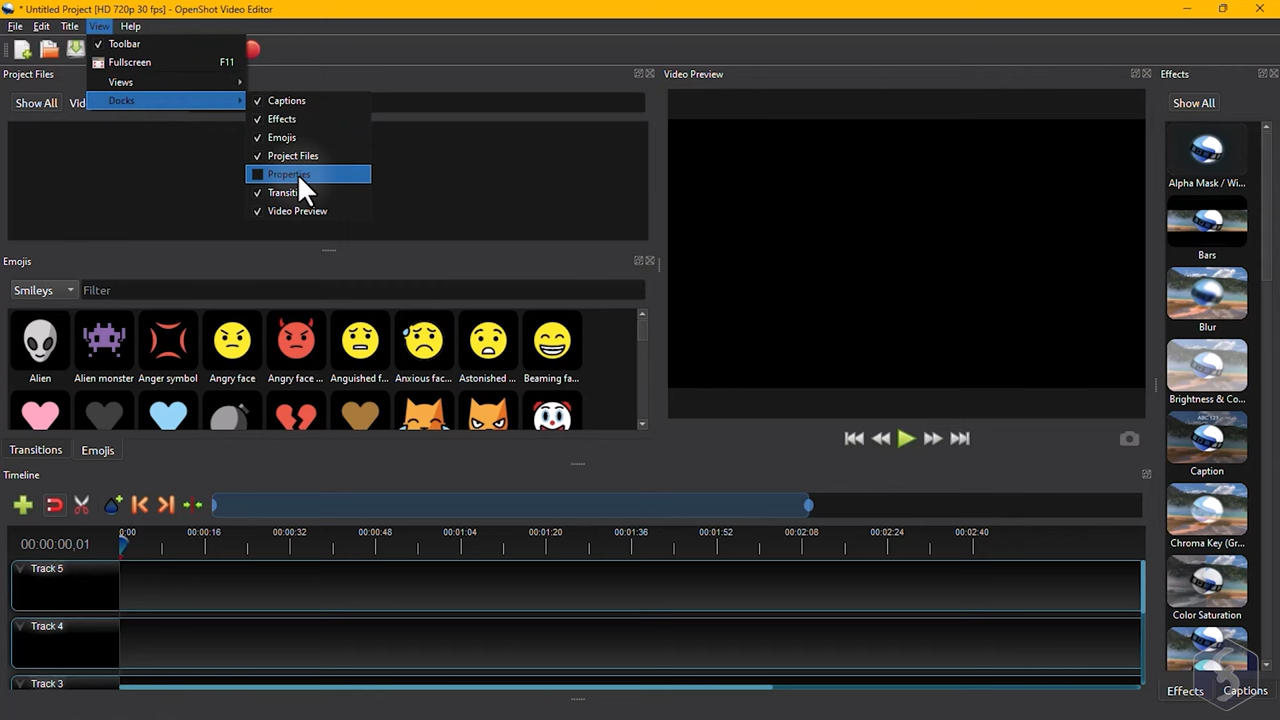 * Untitled Project [HD 720p 30 fps] - OpenShot Video Editor
File Edit Title View Help
✓ Toolbar
Fullscreen F11
Views
Docks
✓ Captions
✓ Effects
✓ Emojis
✓ Project Files
Properties
✓
✓ Video Preview
Project Files
Show All
Video Preview
Effects
Show All
Alpha Mask / Wi...
Bars
Blur
Brightness & Co...
Caption
Chroma Key (Gr...
Color Saturation
Emojis
Smileys Filter
Alien Alien monster Anger symbol Angry face Angry face ... Anguished f... Anxious fac... Astonished ... Beaming fa...
Transitions Emojis
Timeline
00:00:00,01
0:00 00:00:16 00:00:32 00:00:48 00:01:04 00:01:20 00:01:36 00:01:52 00:02:08 00:02:24 00:02:40
Track 5
Track 4
Track 3
Effects Captions